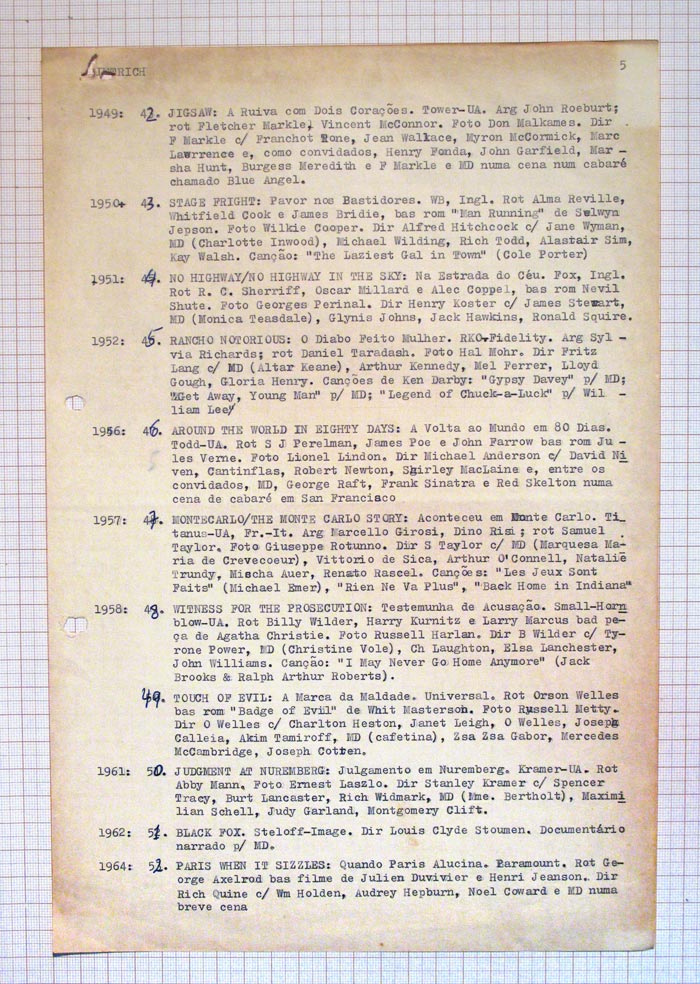 DIETRICH 5
1949: 42. JIGSAW: A Ruiva com Dois Corações. Tower-UA. Arg John Roeburt;
rot Fletcher Markle, Vincent McConnor. Foto Don Malkames. Dir
F Markle c/ Franchot Tone, Jean Wallace, Myron McCormick, Marc
Lawrrence e, como convidados, Henry Fonda, John Garfield, Mar -
sha Hunt, Burgess Meredith e F Markle e MD numa cena num cabaré
chamado Blue Angel.
1950: 43. STAGE FRIGHT: Pavor nos Bastidores. WB, Ingl. Rot Alma Reville,
Whitfield Cook e James Bridie, bas rom "Man Running" de Selwyn
Jepson. Foto Wilkie Cooper. Dir Alfred Hitchcock c/ Jane Wyman,
MD (Charlotte Inwood), Michael Wilding, Rich Todd, Alastair Sim,
Kay Walsh. Canção: "The Laziest Gal in Town" (Cole Porter)
1951: 44. NO HIGHWAY/NO HIGHWAY IN THE SKY: Na Estrada do Céu. Fox, Ingl.
Rot R. C. Sherriff, Oscar Millard e Alec Coppel, bas rom Nevil
Shute. Foto Georges Perinal. Dir Henry Koster c/ James Stewart,
MD (Monica Teasdale), Glynis Johns, Jack Hawkins, Ronald Squire.
1952: 45. RANCHO NOTORIOUS: O Diabo Feito Mulher. RKO-Fidelity. Arg Syl -
via Richards; rot Daniel Taradash. Foto Hal Mohr. Dir Fritz
Lang c/ MD (Altar Keane), Arthur Kennedy, Mel Ferrer, Lloyd
Gough, Gloria Henry. Canções de Ken Darby: "Gypsy Davey" p/ MD;
"Get Away, Young Man" p/ MD; "Legend of Chuck-a-Luck" p/ Wil -
liam Lee
1956: 46. AROUND THE WORLD IN EIGHTY DAYS: A Volta ao Mundo em 80 Dias.
Todd-UA. Rot S J Perelman, James Poe e John Farrow bas rom Ju -
les Verne. Foto Lionel Lindon. Dir Michael Anderson c/ David Ni
ven, Cantinflas, Robert Newton, Shirley MacLaine e, entre os
5 convidados, MD, George Raft, Frank Sinatra e Red Skelton numa
cena de cabaré em San Francisco
1957: 47. MONTECARLO/THE MONTE CARLO STORY: Aconteceu em Monte Carlo. Ti_
tanus-UA, Fr.-It. Arg Marcello Girosi, Dino Risi; rot Samuel
Taylor. Foto Giuseppe Rotunno. Dir S Taylor c/ MD (Marquesa Ma-
ria de Crevecoeur), Vittorio de Sica, Arthur O'Connell, Natalie
Trundy, Mischa Auer, Renato Rascel. Canções: "Les Jeux Sont
Faits" (Michael Emer), "Rien Ne Va Plus", "Back Home in Indiana"
1958: 48. WITNESS FOR THE PROSECUTION: Testemunha de Acusação. Small-Horn
blow-UA. Rot Billy Wilder, Harry Kurnitz e Larry Marcus bad pe-
ça de Agatha Christie. Foto Russell Harlan. Dir B Wilder c/ Ty-
rone Power, MD (Christine Vole), Ch Laughton, Elsa Lanchester,
John Williams. Canção: "I May Never Go Home Anymore" (Jack
Brooks & Ralph Arthur Roberts).
49. TOUCH OF EVIL: A Marca da Maldade. Universal. Rot Orson Welles
bas rom "Badge of Evil" de Whit Masterson. Foto Russell Metty.
Dir O Welles c/ Charlton Heston, Janet Leigh, O Welles, Joseph
Calleia, Akim Tamiroff, MD (cafetina), Zsa Zsa Gabor, Mercedes
McCambridge, Joseph Cotten.
1961: 50. JUDGMENT AT NUREMBERG: Julgamento em Nuremberg. Kramer-UA. Rot
Abby Mann. Foto Ernest Laszlo. Dir Stanley Kramer c/ Spencer
Tracy, Burt Lancaster, Rich Widmark, MD (Mme. Bertholt), Maximi
lian Schell, Judy Garland, Montgomery Clift.
1962: 51. BLACK FOX. Steloff-Image. Dir Louis Clyde Stoumen. Documentário
narrado p/ MD.
1964: 52. PARIS WHEN IT SIZZLES: Quando Paris Alucina. Paramount. Rot Ge-
orge Axelrod bas filme de Julien Duvivier e Henri Jeanson. Dir
Rich Quine c/ Wm Holden, Audrey Hepburn, Noel Coward e MD numa
breve cena